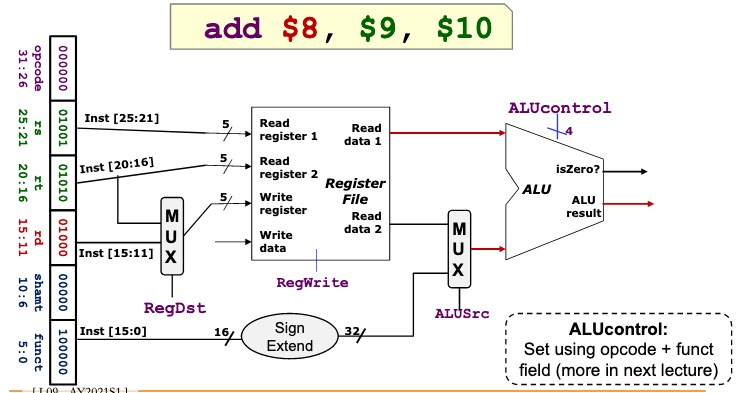 add $8, $9, $10
opcode
31:26
000000
rs
25:21
01001
rt
20:16
01010
rd
15:11
01000
shamt
10:6
00000
funct
5:0
100000
Inst [25:21]
Inst [20:16]
Inst [15:11]
Inst [15:0]
MUX
RegDst
5
5
5
Read
register 1
Read
register 2
Write
register
Write
data
Read
data 1
Register
File
Read
data 2
RegWrite
16
Sign
Extend
32
MUX
ALUSrc
ALUcontrol
4
isZero?
ALU
ALU
result
ALUcontrol:
Set using opcode + funct
field (more in next lecture)
[ L09 - AY2021S1 ]